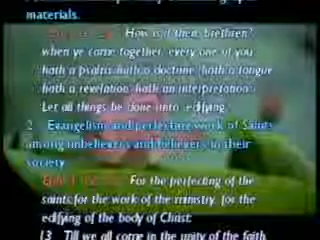 materials.
How is it then, brethren?
when ye come together, every one of you
hath a psalm, hath a doctrine, hath a tongue
hath a revelation, hath an interpretation
Let all things be done unto edifying.
2 Evangelism and perfecture work of Saints
among unbelievers and believers in their
society
For the perfecting of the
saints for the work of the ministry, for the
edifying of the body of Christ:
13 Till we all come in the unity of the faith